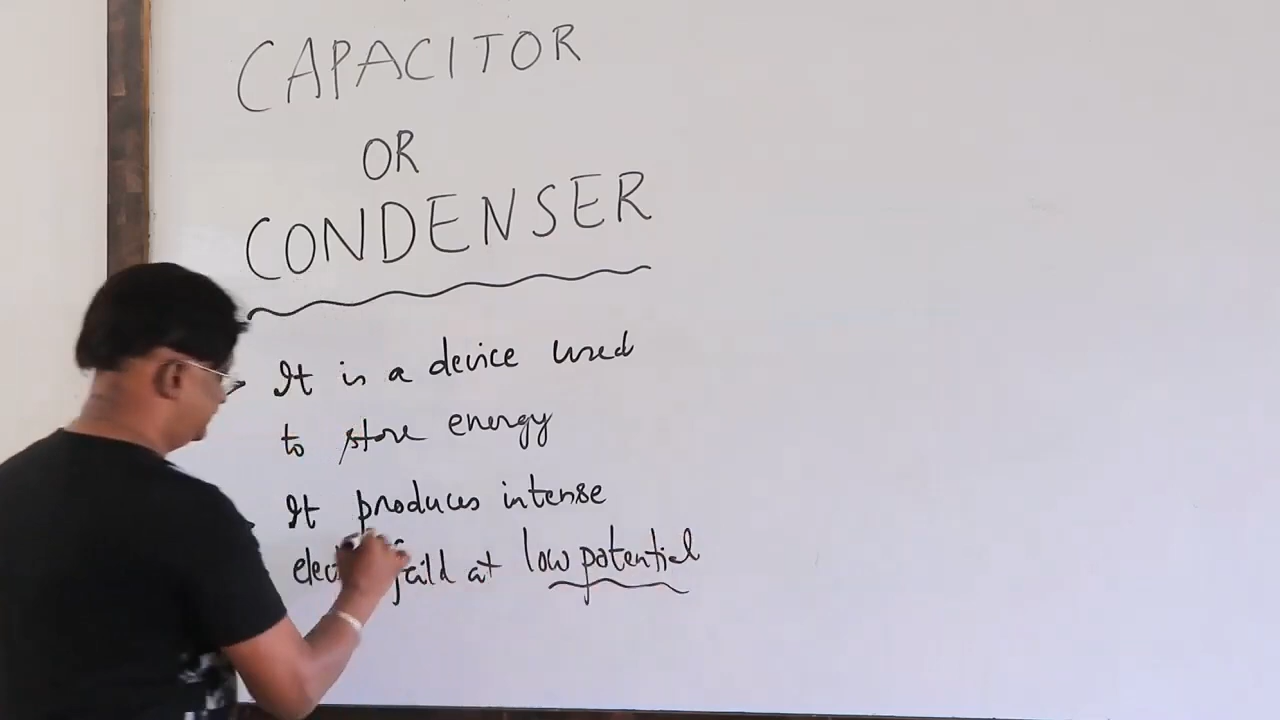 CAPACITOR
OR
CONDENSER
It is a device used
to store energy
It produces intense
faild at low potential